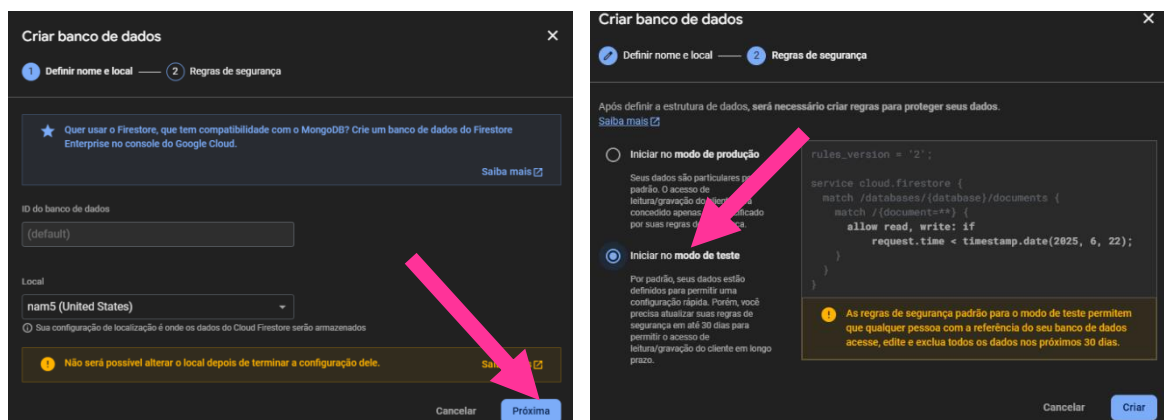 Criar banco de dados
1 Definir nome e local
2 Regras de segurança
Quer usar o Firestore, que tem compatibilidade com o MongoDB? Crie um banco de dados do Firestore
Enterprise no console do Google Cloud.
Saiba mais
ID do banco de dados
(default)
Local
nam5 (United States)
Sua configuração de localização é onde os dados do Cloud Firestore serão armazenados
Não será possível alterar o local depois de terminar a configuração dele.
Cancelar
Próxima
Criar banco de dados
Definir nome e local
2 Regras de segurança
Após definir a estrutura de dados, será necessário criar regras para proteger seus dados.
Saiba mais
Iniciar no modo de produção
Seus dados são particulares
padrão. O acesso de
leitura/gravação do
concedido apenas
por suas regras de
Iniciar no modo de teste
Por padrão, seus dados estão
definidos para permitir uma
configuração rápida. Porém, você
precisa atualizar suas regras de
segurança em até 30 dias para
permitir o acesso de
leitura/gravação do cliente em longo
prazo.
rules_version = '2';
service cloud.firestore {
match /databases/{database}/documents {
match /{document=**} {
allow read, write: if
request.time < timestamp.date(2025, 6, 22);
}
}
}
As regras de segurança padrão para o modo de teste permitem
que qualquer pessoa com a referência do seu banco de dados
acesse, edite e exclua todos os dados nos próximos 30 dias.
Cancelar
Criar